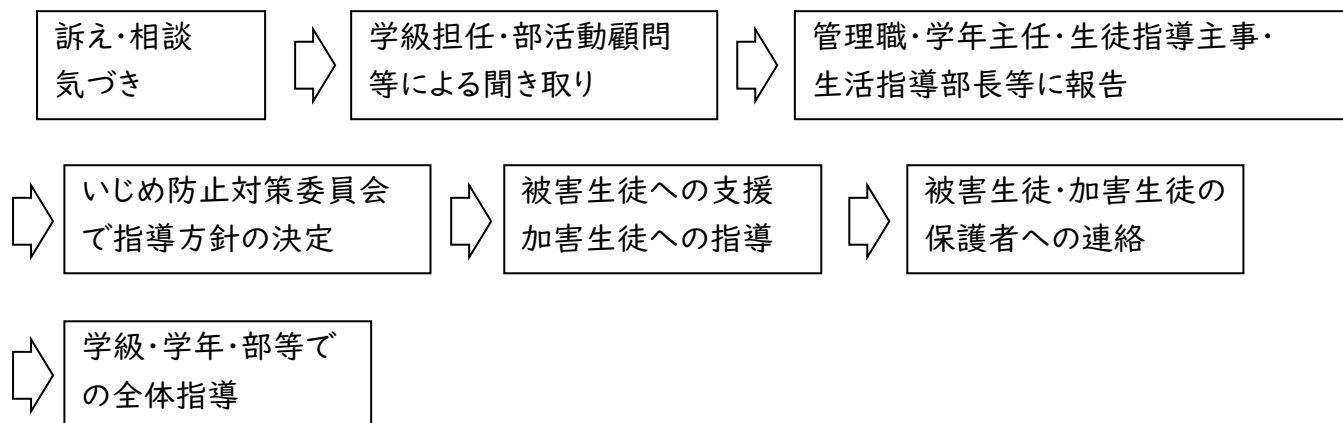 訴え・相談
気づき
学級担任・部活動顧問
等による聞き取り
管理職・学年主任・生徒指導主事・
生活指導部長等に報告
いじめ防止対策委員会
で指導方針の決定
被害生徒への支援
加害生徒への指導
被害生徒・加害生徒の
保護者への連絡
学級・学年・部等で
の全体指導